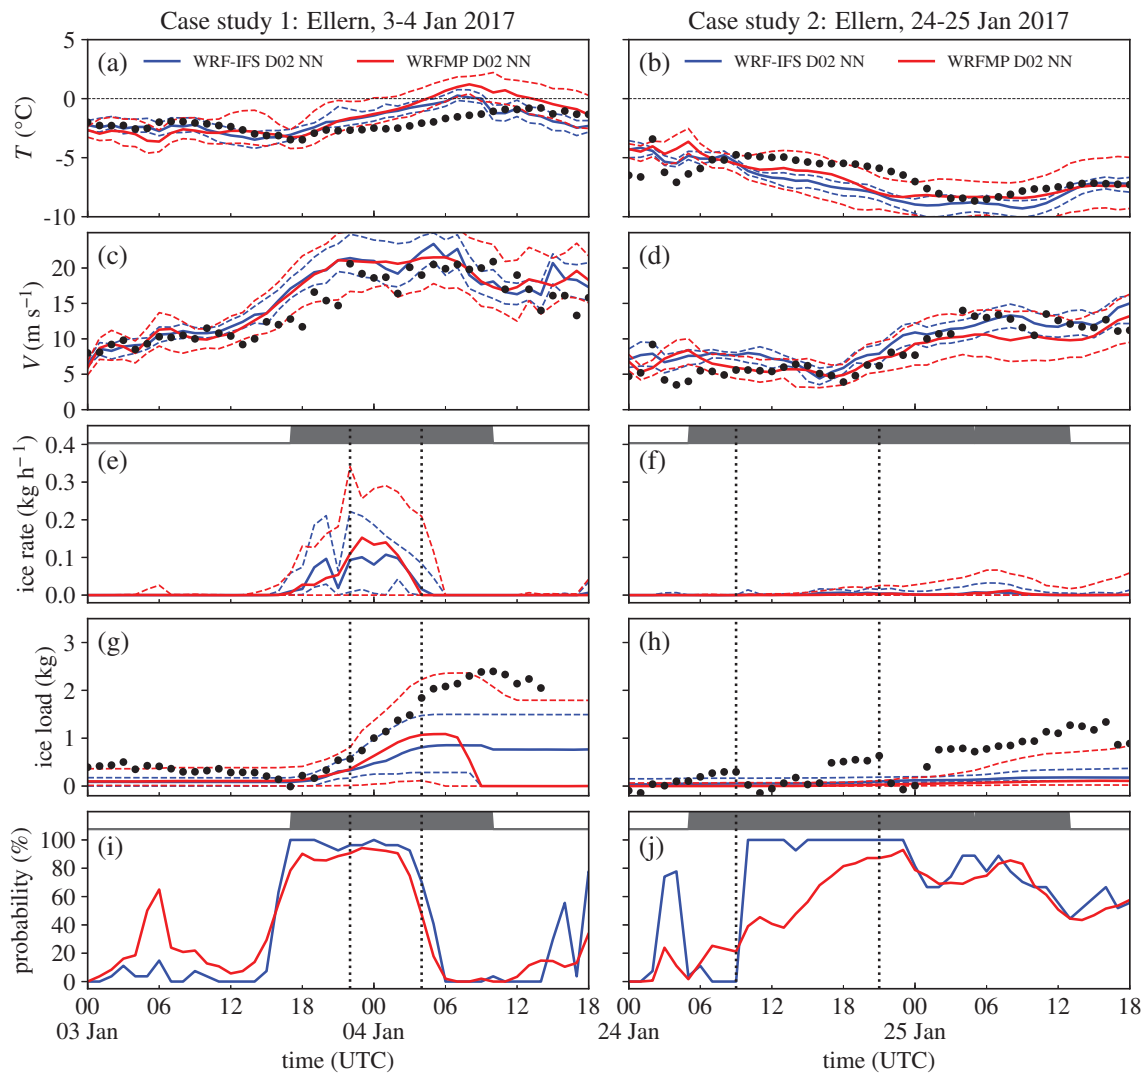 Case study 1: Ellern, 3-4 Jan 2017
Case study 2: Ellern, 24-25 Jan 2017
(a)
WRF-IFS D02 NN
WRFMP D02 NN
(b)
WRF-IFS D02 NN
WRFMP D02 NN
T (°C)
5
0
-5
-10
(c)
(d)
V (m s⁻¹)
20
15
10
5
0
(e)
(f)
ice rate (kg h⁻¹)
0.4
0.3
0.2
0.1
0.0
(g)
(h)
ice load (kg)
3
2
1
0
(i)
(j)
probability (%)
100
80
60
40
20
0
00 06 12 18 00 06 12 18
03 Jan 04 Jan
time (UTC)
00 06 12 18 00 06 12 18
24 Jan 25 Jan
time (UTC)